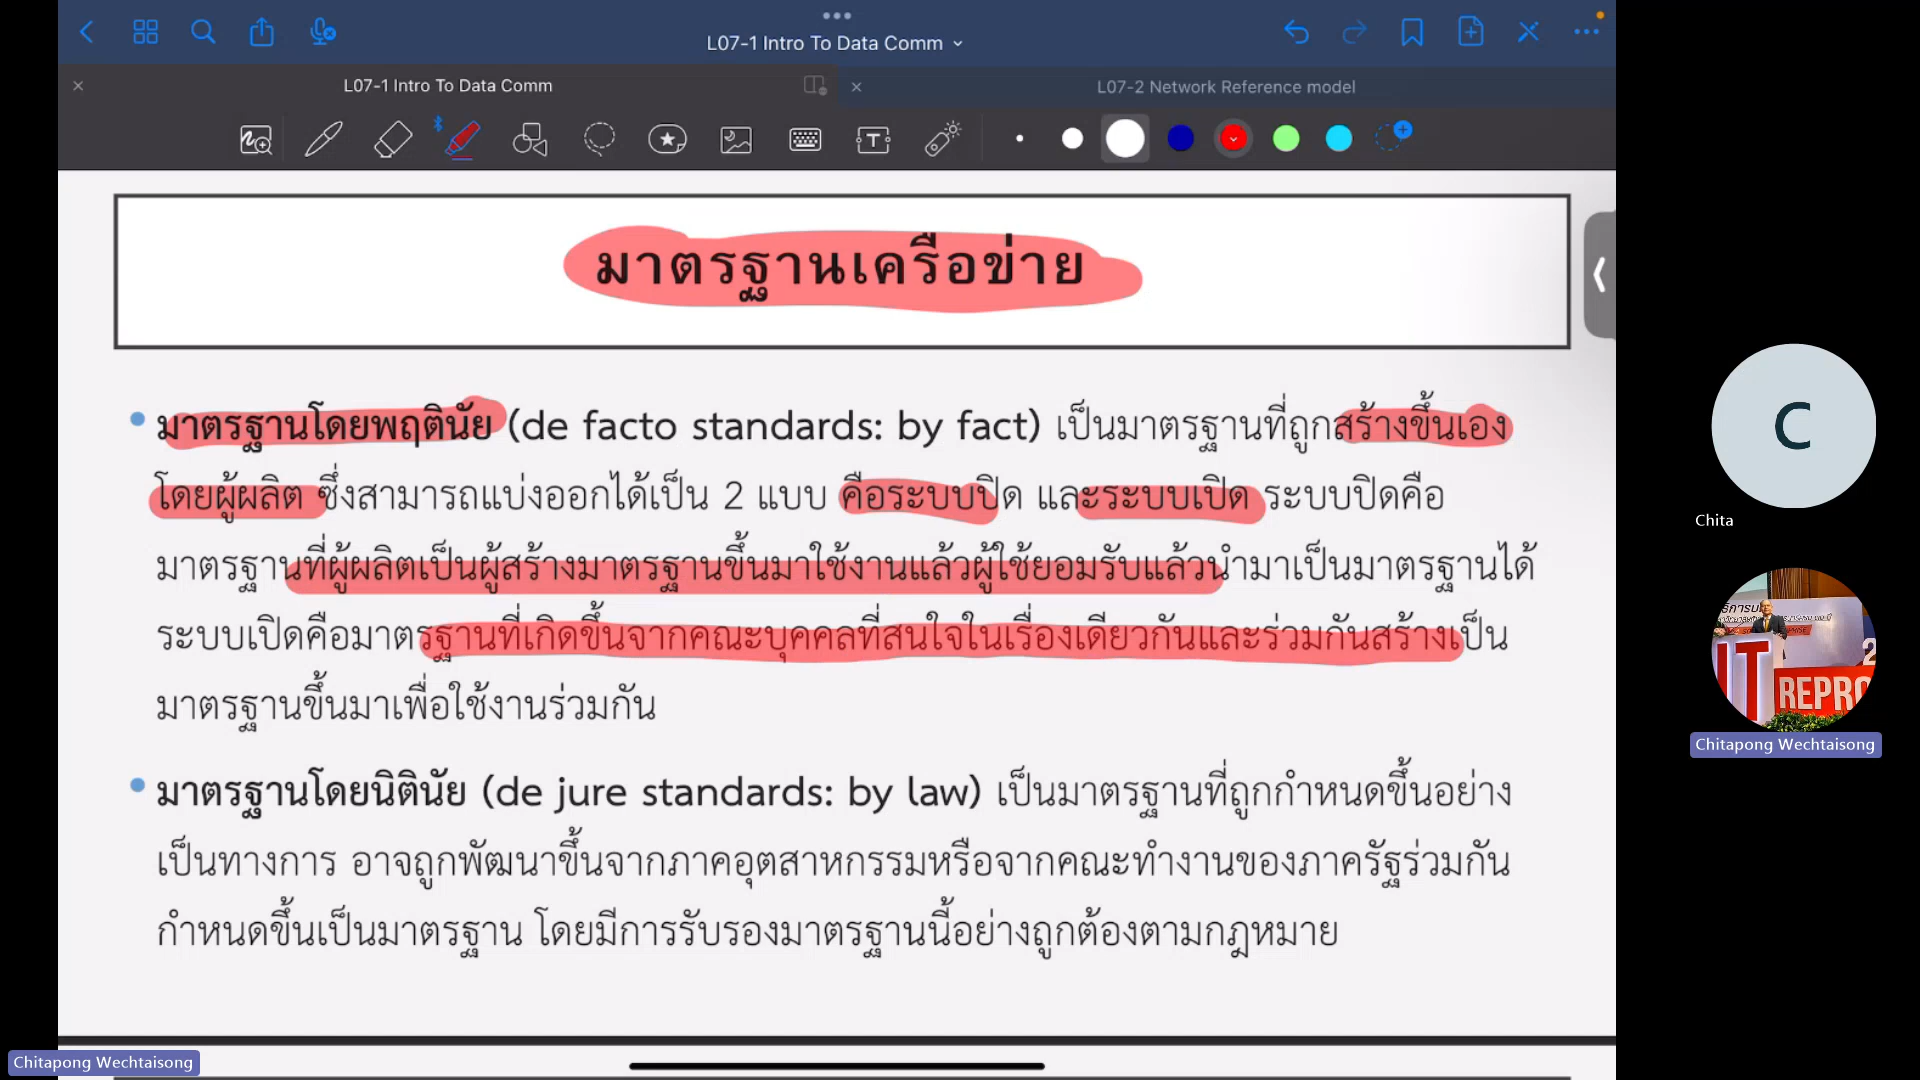 L07-1 Intro To Data Comm
L07-1 Intro To Data Comm
L07-2 Network Reference model
มาตรฐานเครือข่าย
• มาตรฐานโดยพฤตินัย (de facto standards: by fact) เป็นมาตรฐานที่ถูกสร้างขึ้นเอง
โดยผู้ผลิต ซึ่งสามารถแบ่งออกได้เป็น 2 แบบ คือระบบปิด และระบบเปิด ระบบปิดคือ
มาตรฐานที่ผู้ผลิตเป็นผู้สร้างมาตรฐานขึ้นมาใช้งานแล้วผู้ใช้ยอมรับแล้วนำมาเป็นมาตรฐานได้
ระบบเปิดคือมาตรฐานที่เกิดขึ้นจากคณะบุคคลที่สนใจในเรื่องเดียวกันและร่วมกันสร้างเป็น
มาตรฐานขึ้นมาเพื่อใช้งานร่วมกัน
• มาตรฐานโดยนิตินัย (de jure standards: by law) เป็นมาตรฐานที่ถูกกำหนดขึ้นอย่าง
เป็นทางการ อาจถูกพัฒนาขึ้นจากภาคอุตสาหกรรมหรือจากคณะทำงานของภาครัฐร่วมกัน
กำหนดขึ้นเป็นมาตรฐาน โดยมีการรับรองมาตรฐานนี้อย่างถูกต้องตามกฎหมาย
C
Chita
IT
REPRO
Chitapong Wechtaisong
Chitapong Wechtaisong